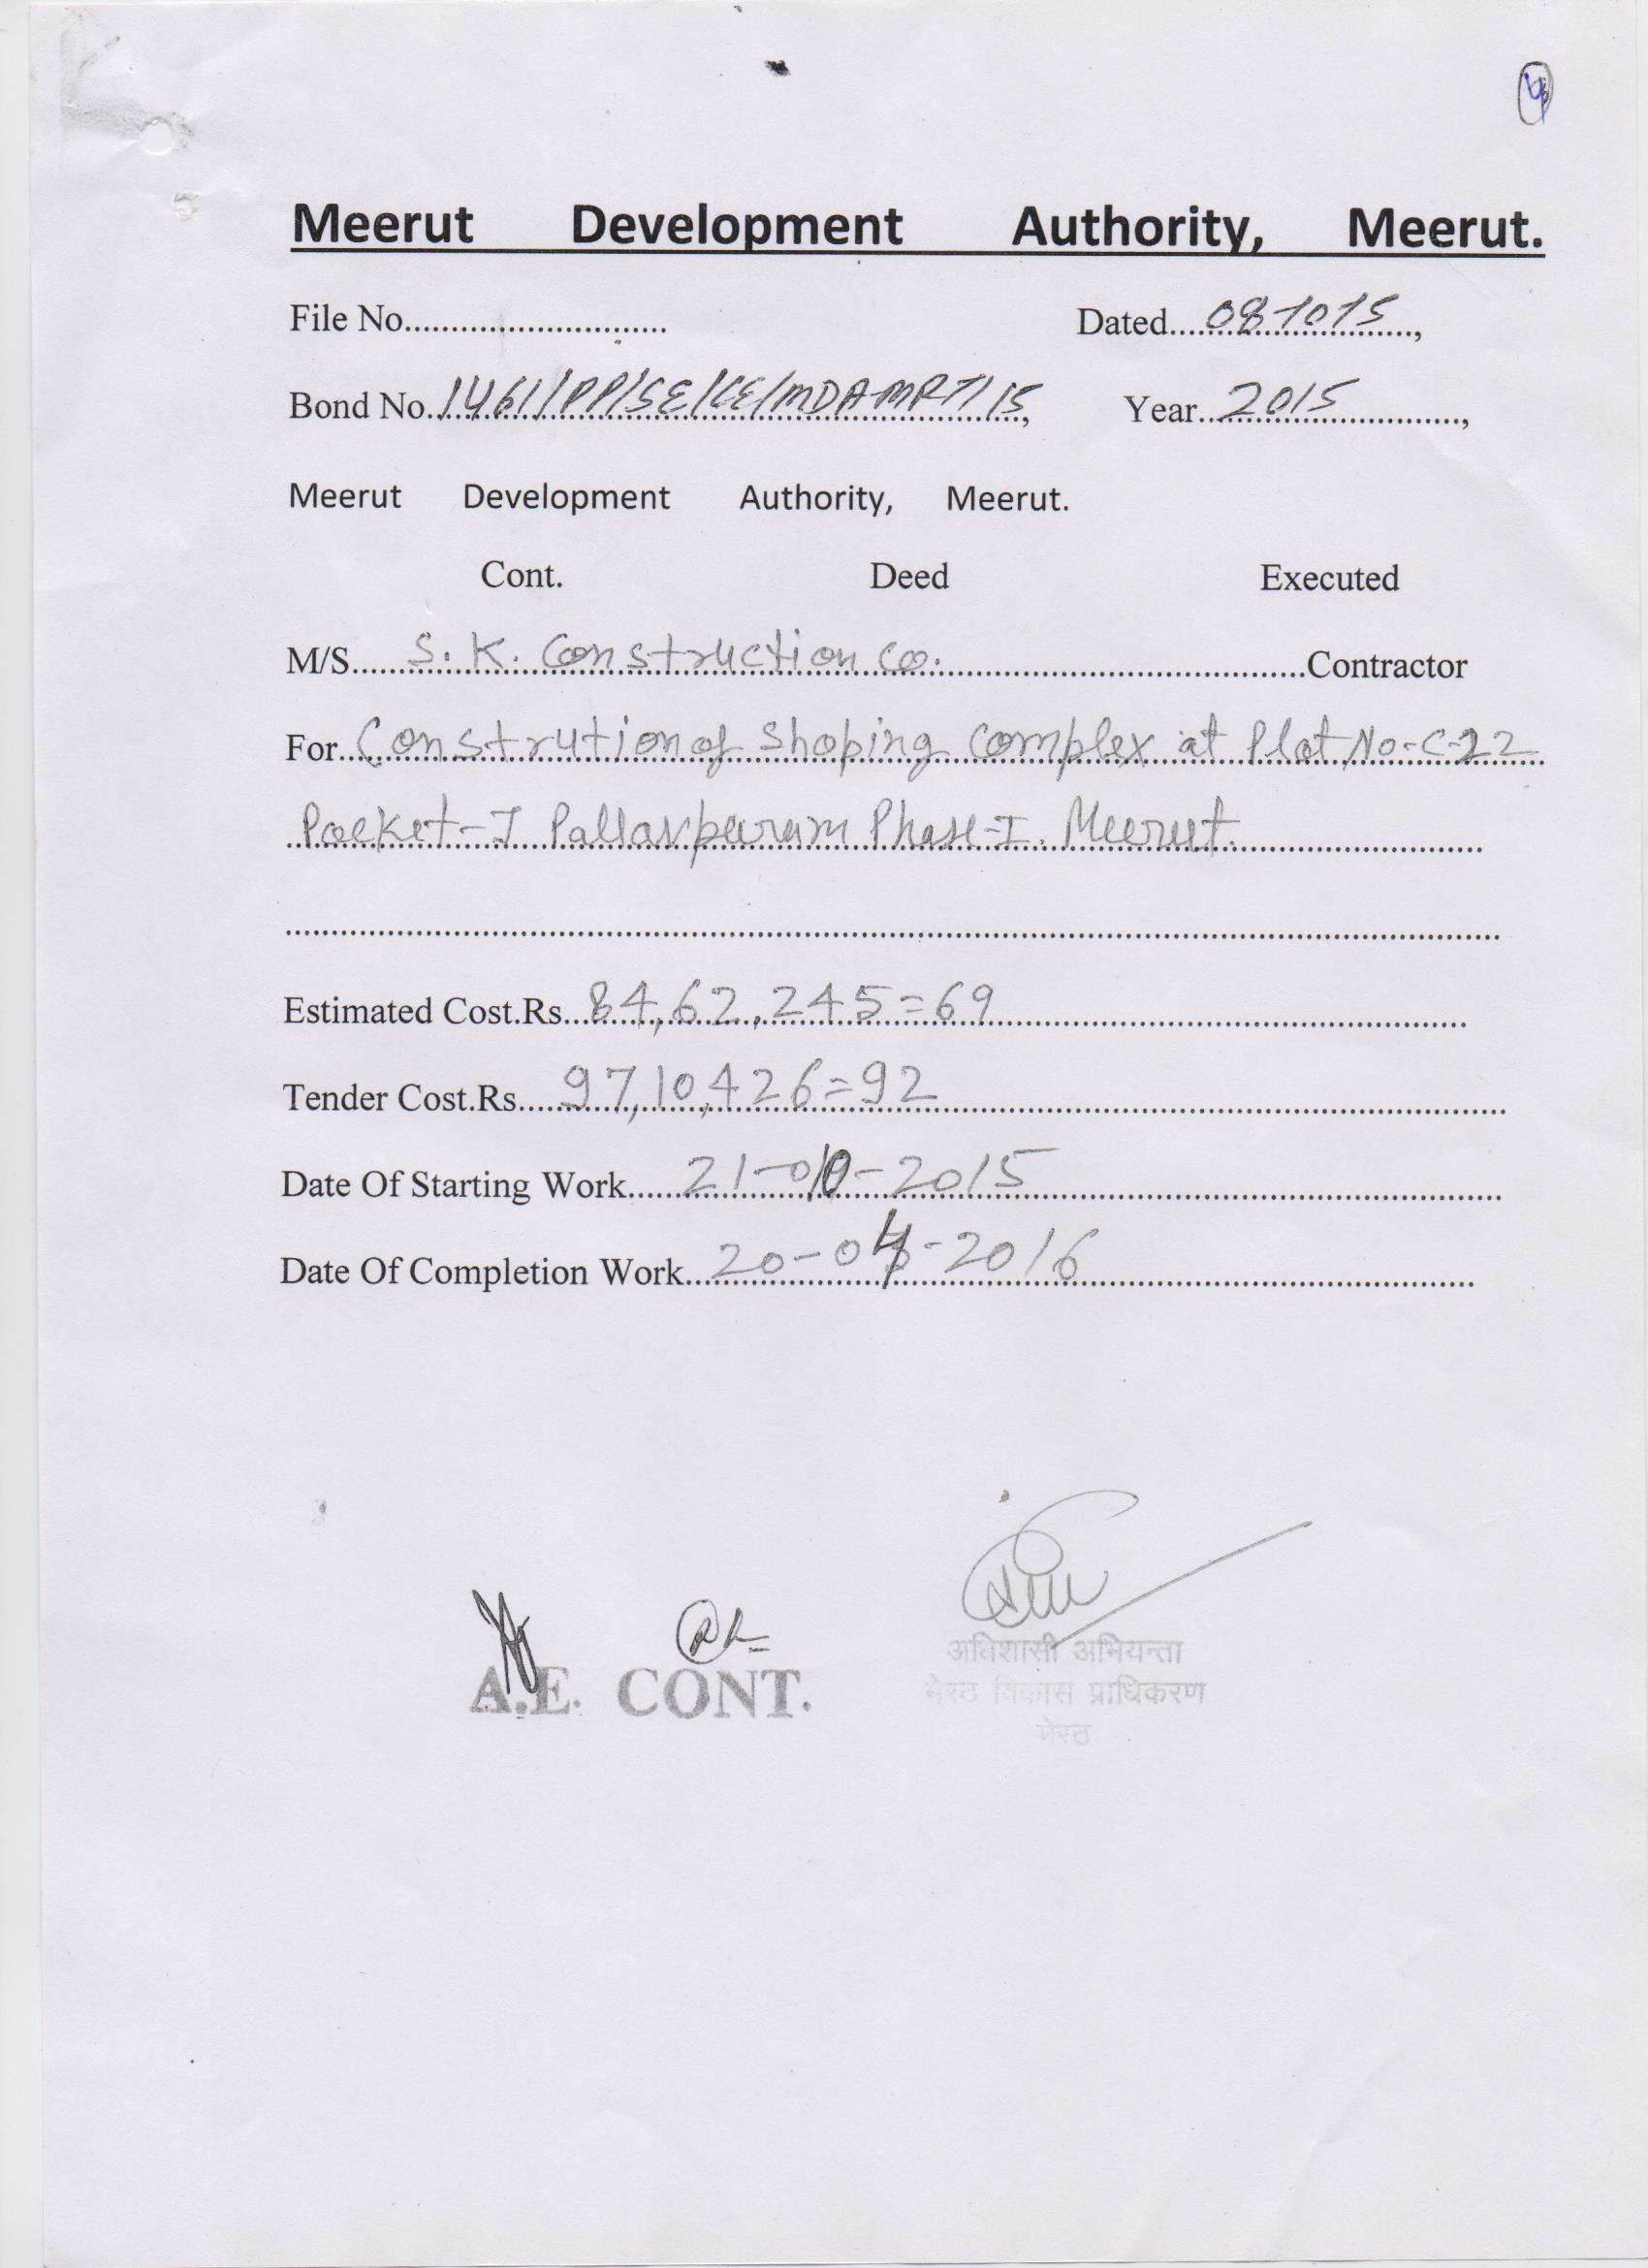 Meerut Development Authority, Meerut.
File No............................ Dated....08-10-15.....,
Bond No..1461/PP/SE/CE/MDA-MRT/15, Year..2015..............,
Meerut Development Authority, Meerut.
Cont. Deed Executed
M/S......S. K. Construction Co.......................................Contractor
For..Constrution of Shoping Complex at Plot No-C-22
Pocket-I Pallavpuram Phase-I. Meerut............................
....................................................................................................................................
Estimated Cost.Rs...84,62,245=69...................................................
Tender Cost.Rs.....97,10,426=92..............................................................
Date Of Starting Work......21-10-2015...................................................
Date Of Completion Work...20-04-2016...........................................
A.E. CONT.
अधिशासी अभियन्ता
मेरठ विकास प्राधिकरण
मेरठ